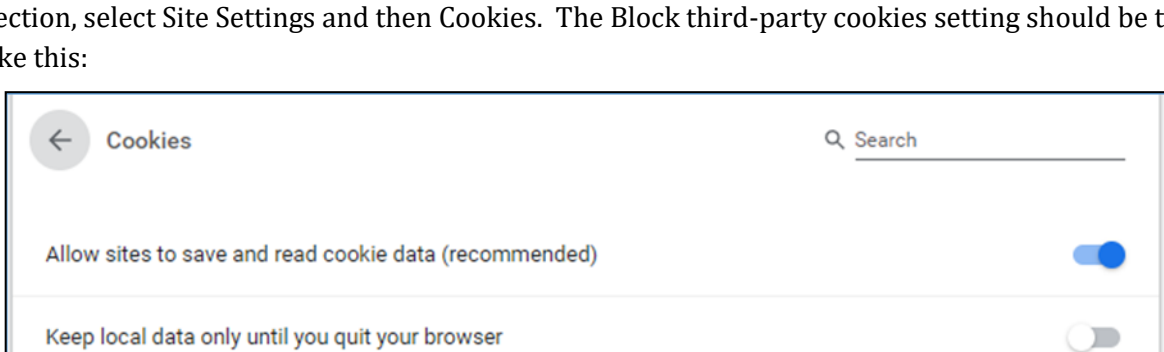 ection, select Site Settings and then Cookies.  The Block third-party cookies setting should be t
ke this:
Cookies
Search
Allow sites to save and read cookie data (recommended)
Keep local data only until you quit your browser